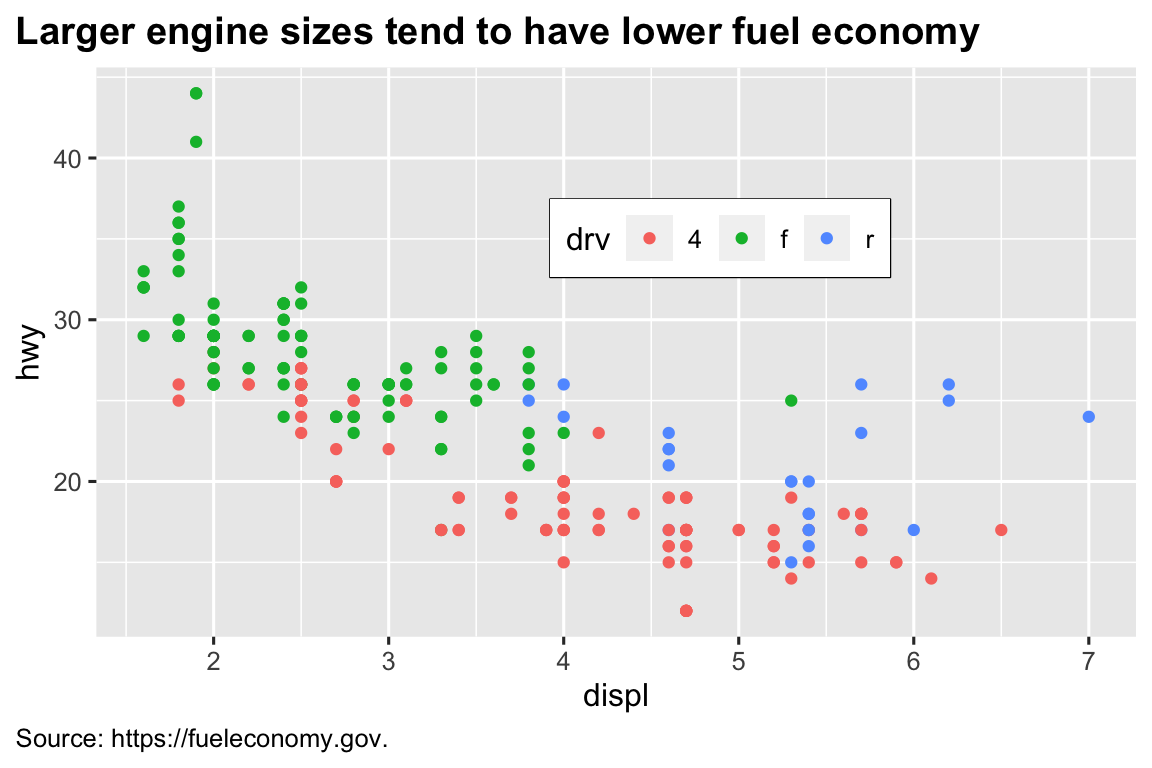 Larger engine sizes tend to have lower fuel economy
40
30
20
hwy
drv 4 f r
2 3 4 5 6 7
displ
Source: https://fueleconomy.gov.